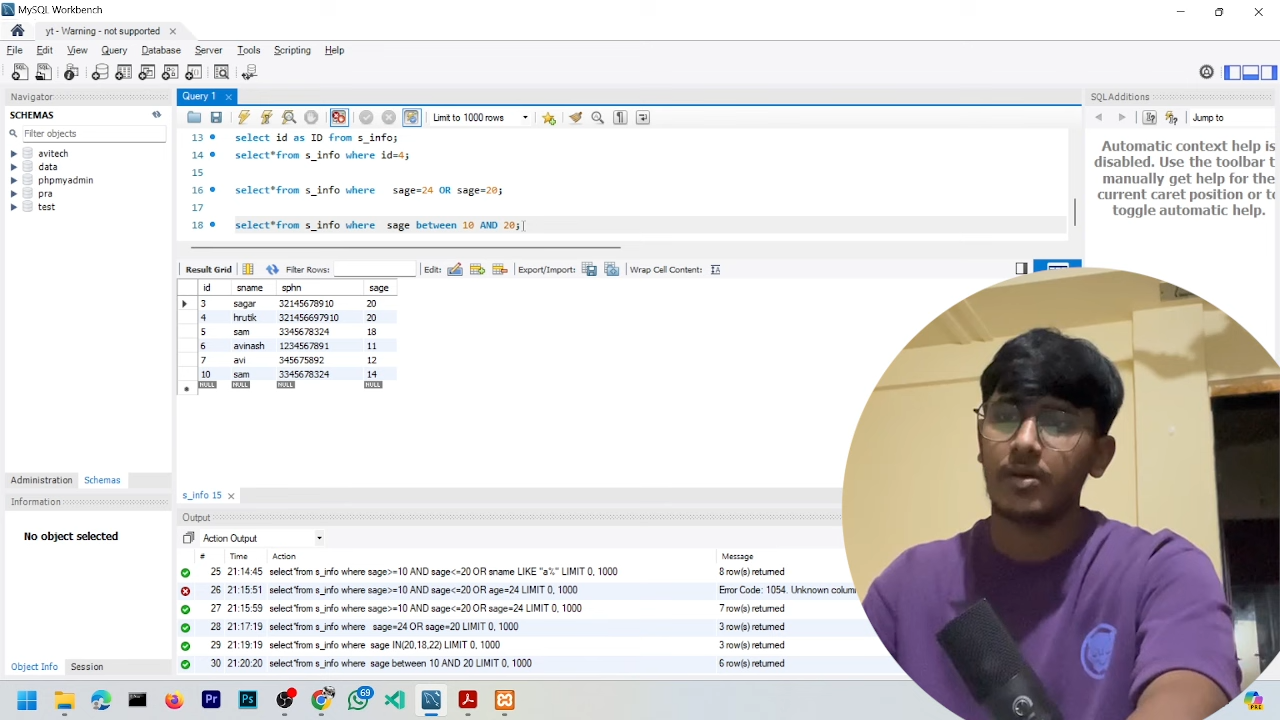 MySQL Workbench
yt - Warning - not supported
File Edit View Query Database Server Tools Scripting Help
Navigator
SCHEMAS
Filter objects
avitech
data
phpmyadmin
pra
test
Administration Schemas
Information
No object selected
Object Info Session
Query 1
Limit to 1000 rows
13 select id as ID from s_info;
14 select*from s_info where id=4;
15
16 select*from s_info where sage=24 OR sage=20;
17
18 select*from s_info where sage between 10 AND 20;
Result Grid Filter Rows: Edit: Export/Import: Wrap Cell Content:
id sname sphn sage
3 sagar 32145678910 20
4 hrutik 321456697910 20
5 sam 3345678324 18
6 avinash 1234567891 11
7 avi 345675892 12
10 sam 3345678324 14
NULL NULL NULL NULL
s_info 15
Output
Action Output
# Time Action Message
25 21:14:45 select*from s_info where sage>=10 AND sage<=20 OR sname LIKE "a%" LIMIT 0, 1000 8 row(s) returned
26 21:15:51 select*from s_info where sage>=10 AND sage<=20 OR age=24 LIMIT 0, 1000 Error Code: 1054. Unknown colum
27 21:15:59 select*from s_info where sage>=10 AND sage<=20 OR sage=24 LIMIT 0, 1000 7 row(s) returned
28 21:17:19 select*from s_info where sage=24 OR sage=20 LIMIT 0, 1000 3 row(s) returned
29 21:19:19 select*from s_info where sage IN(20,18,22) LIMIT 0, 1000 3 row(s) returned
30 21:20:20 select*from s_info where sage between 10 AND 20 LIMIT 0, 1000 6 row(s) returned
SQLAdditions
Jump to
Automatic context help is
disabled. Use the toolbar t
manually get help for the
current caret position or to
toggle automatic help.
Pr
Ps
69
PRE